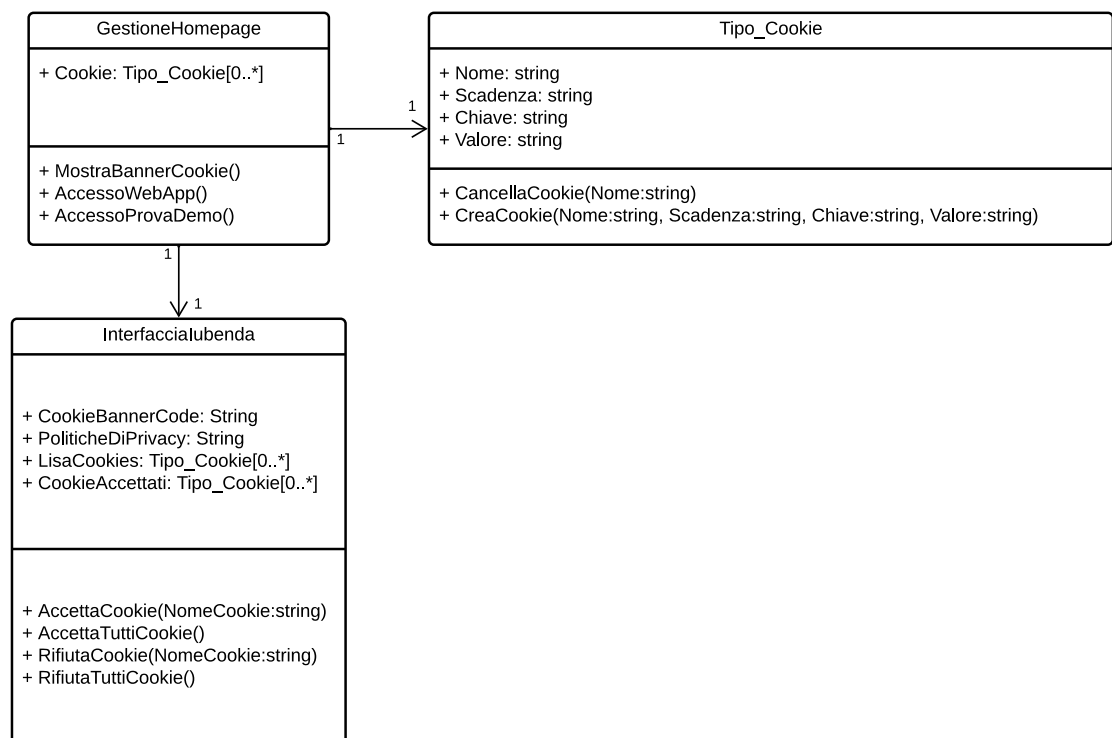 GestioneHomepage
+ Cookie: Tipo_Cookie[0..*]
+ MostraBannerCookie()
+ AccessoWebApp()
+ AccessoProvaDemo()
1
1
Tipo_Cookie
+ Nome: string
+ Scadenza: string
+ Chiave: string
+ Valore: string
+ CancellaCookie(Nome:string)
+ CreaCookie(Nome:string, Scadenza:string, Chiave:string, Valore:string)
1
1
InterfacciaIubenda
+ CookieBannerCode: String
+ PoliticheDiPrivacy: String
+ LisaCookies: Tipo_Cookie[0..*]
+ CookieAccettati: Tipo_Cookie[0..*]
+ AccettaCookie(NomeCookie:string)
+ AccettaTuttiCookie()
+ RifiutaCookie(NomeCookie:string)
+ RifiutaTuttiCookie()